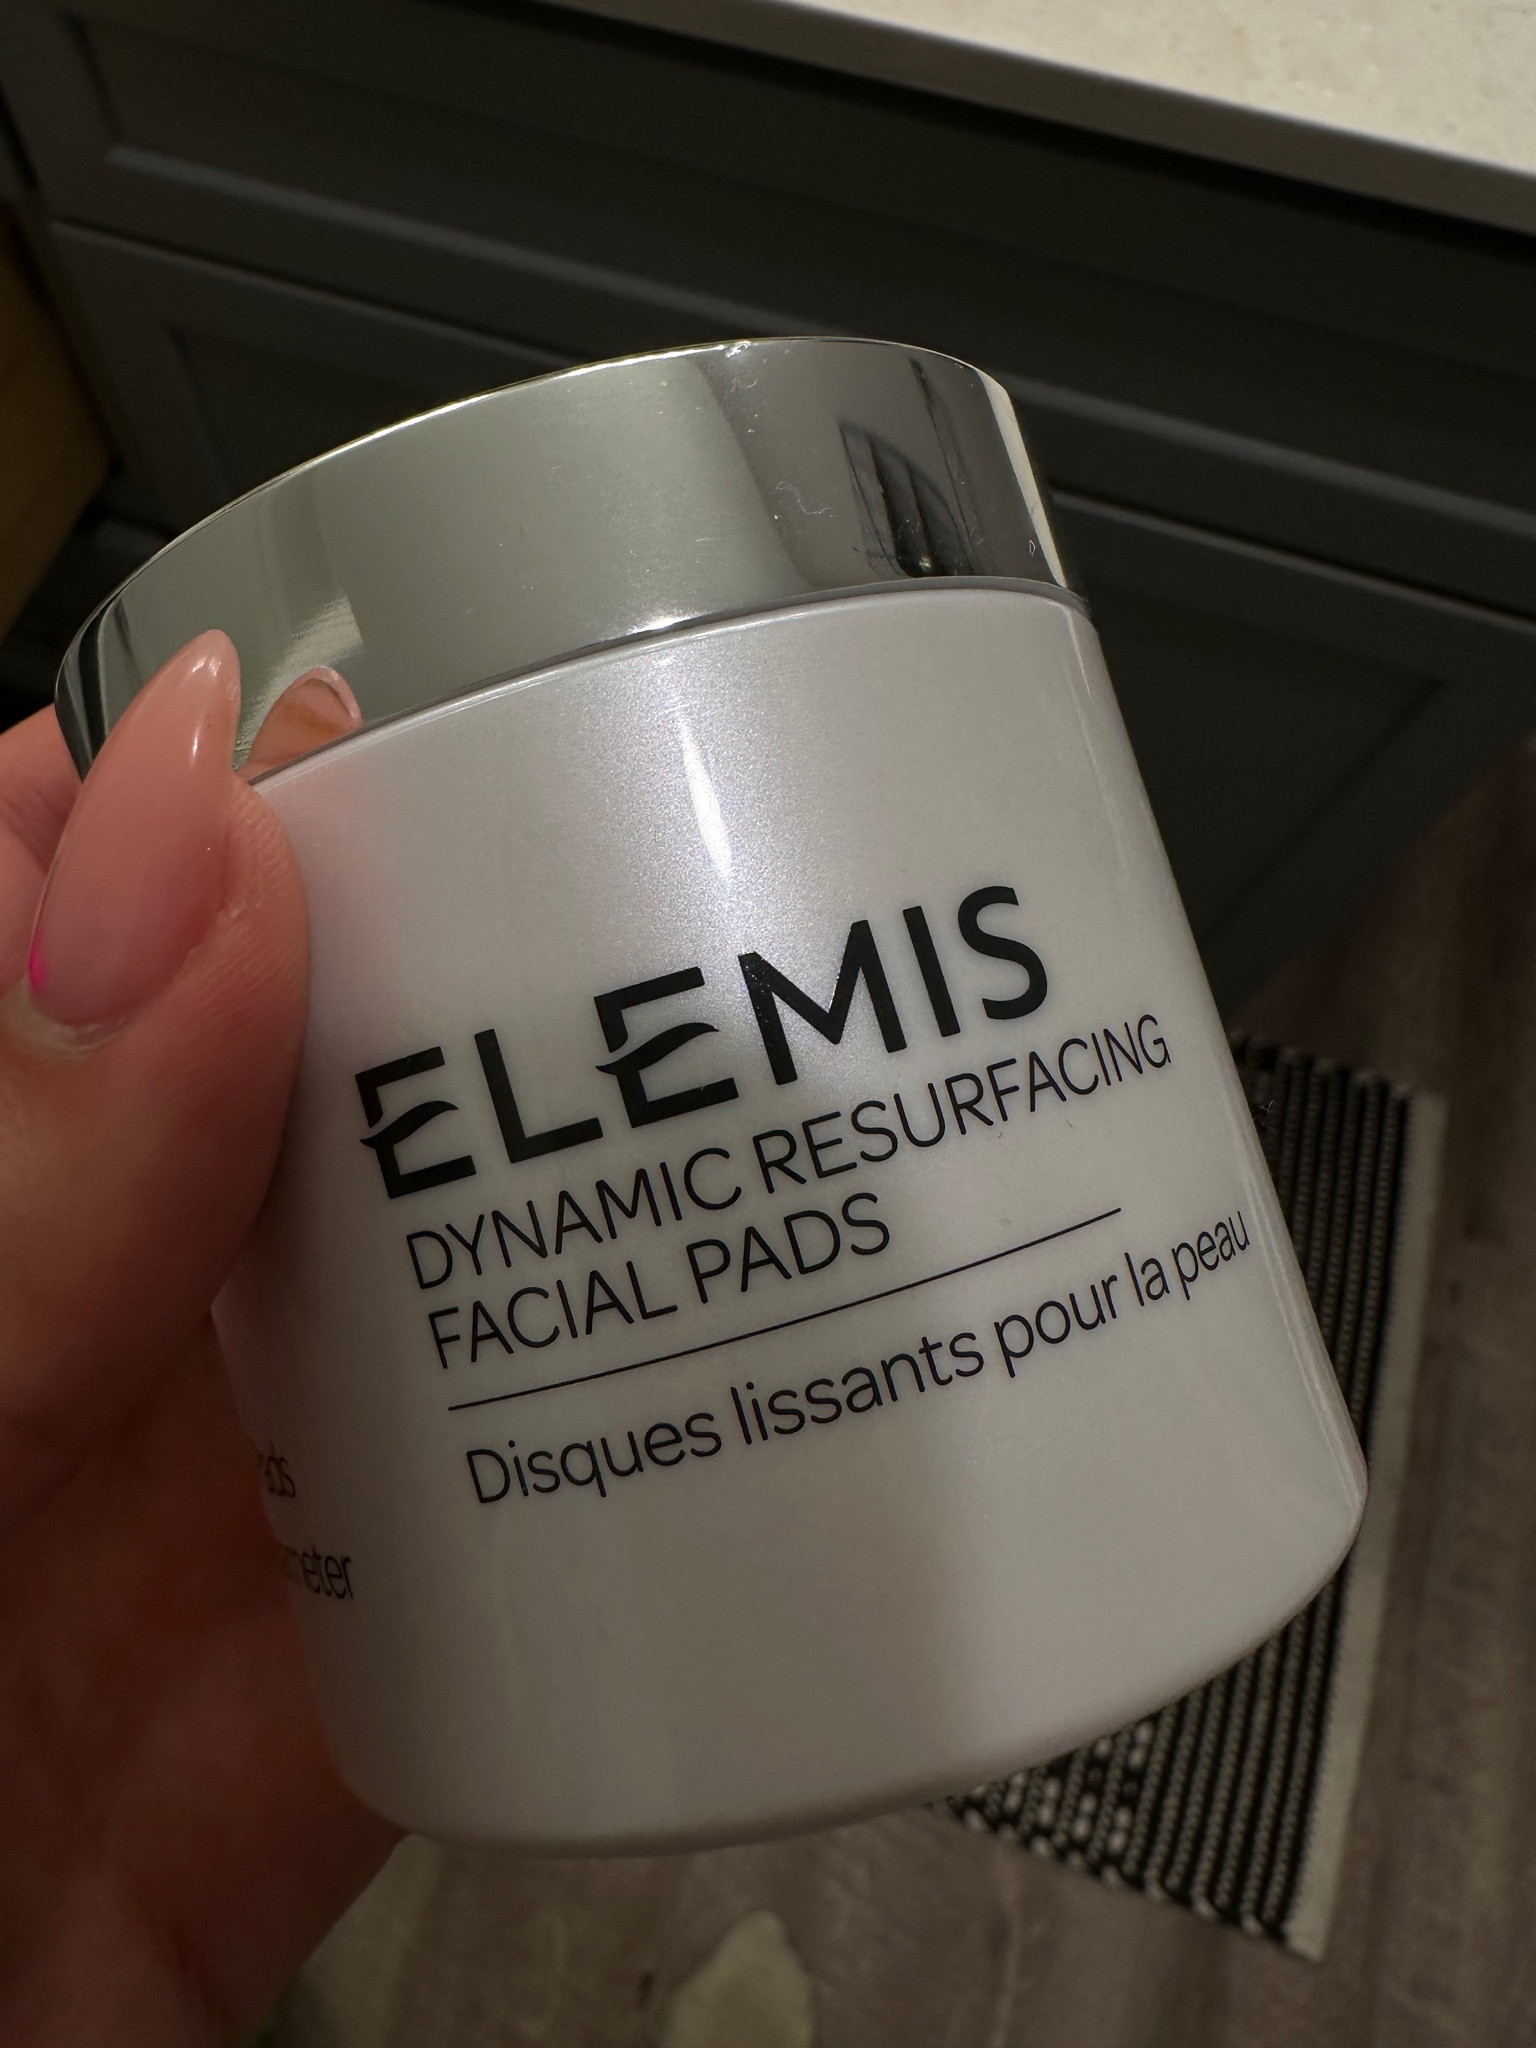 ELEMIS
DYNAMIC RESURFACING
FACIAL PADS
Disques lissants pour la peau